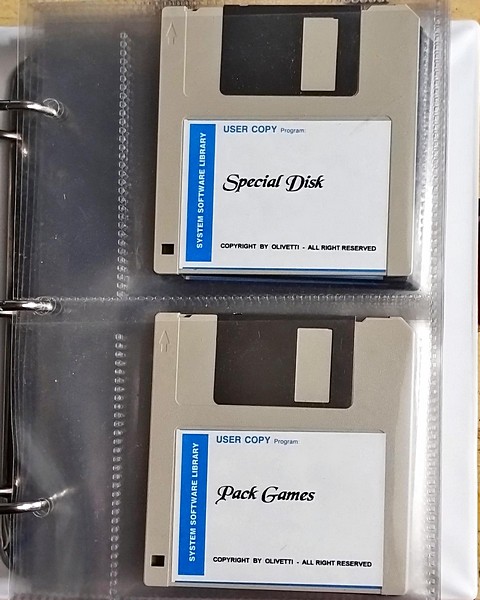 USER COPY Program:
SYSTEM SOFTWARE LIBRARY
Special Disk
COPYRIGHT BY OLIVETTI - ALL RIGHT RESERVED
USER COPY Program:
SYSTEM SOFTWARE LIBRARY
Pack Games
COPYRIGHT BY OLIVETTI - ALL RIGHT RESERVED